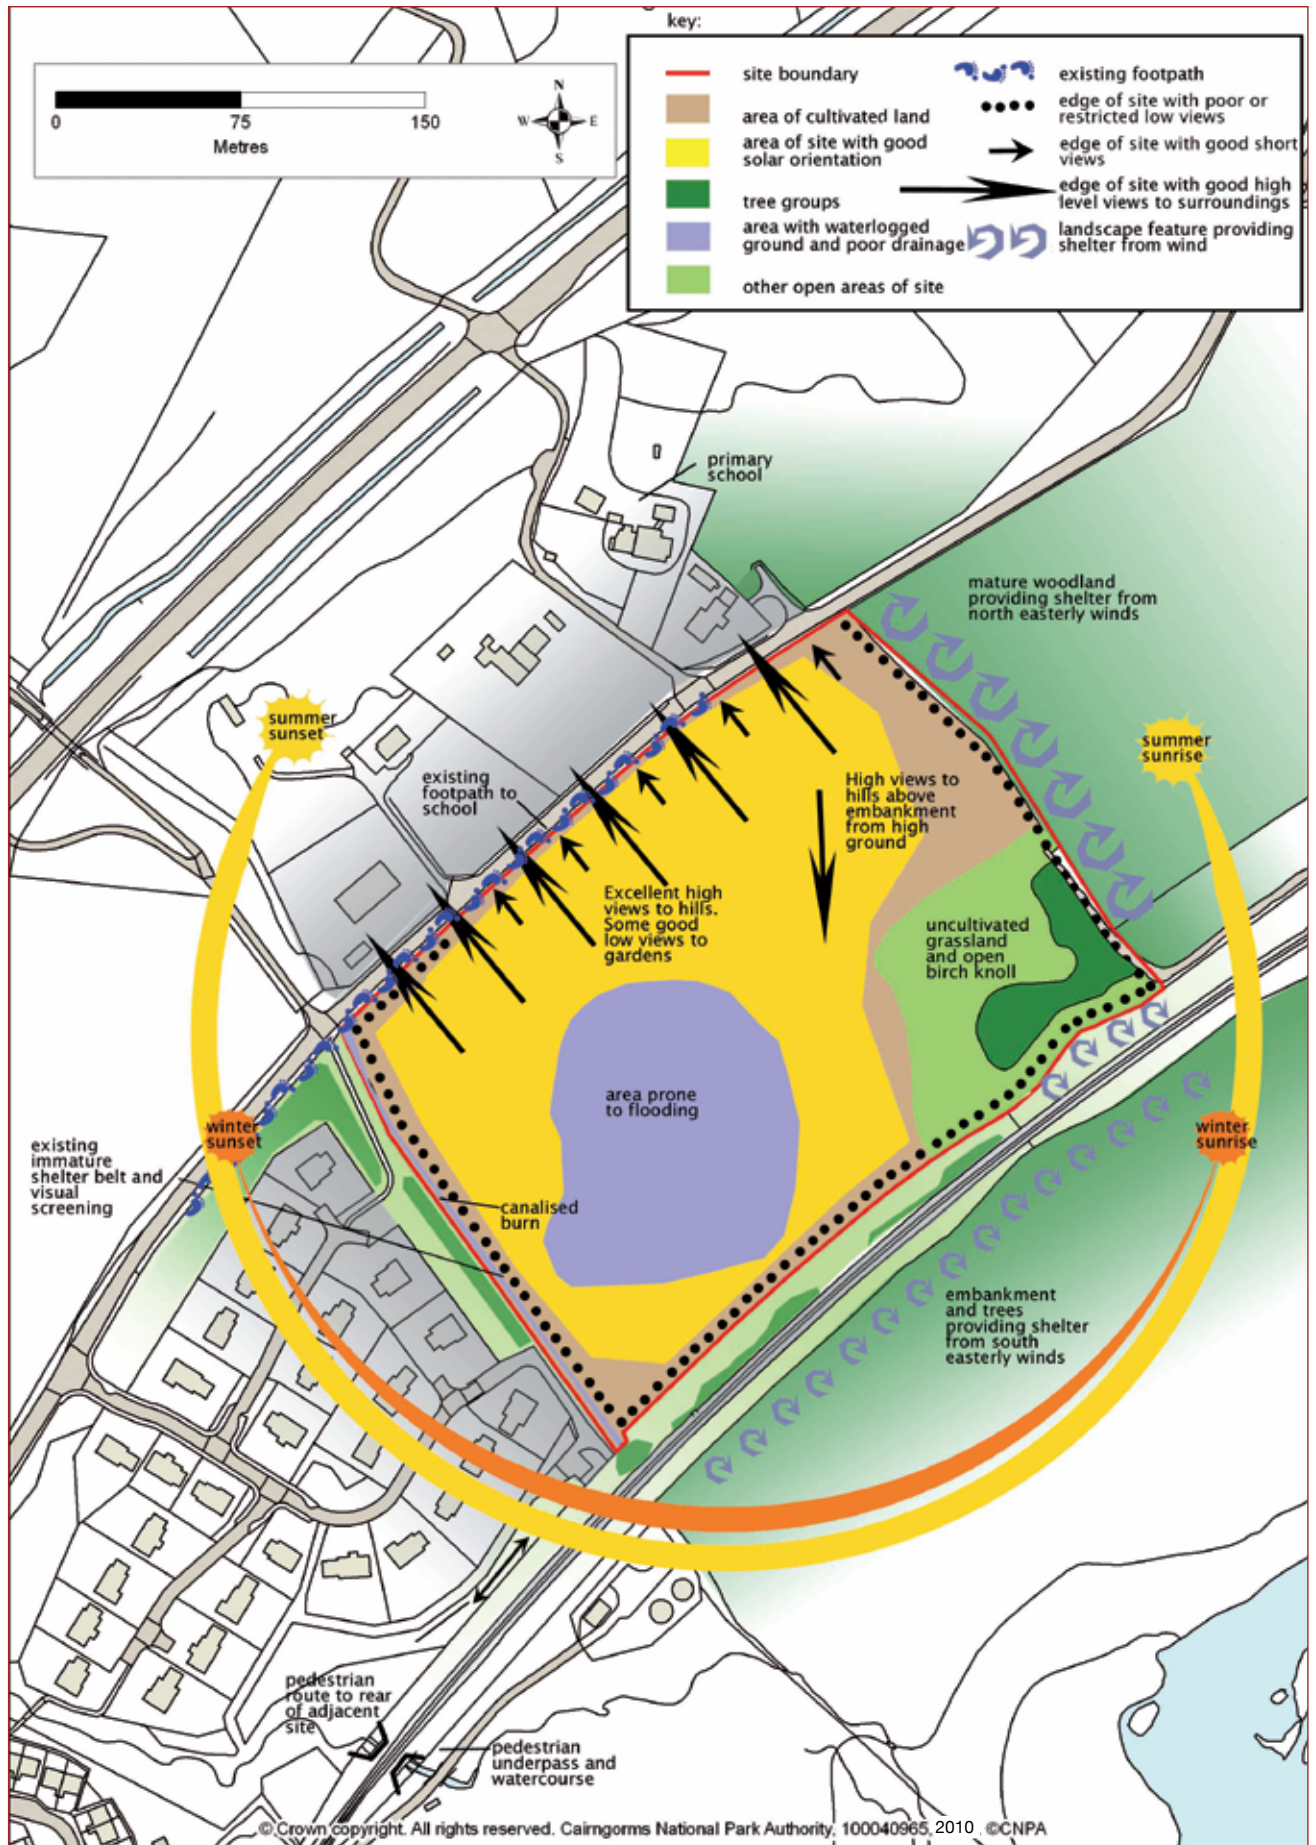 key:
N
W
E
S
0
75
150
Metres
site boundary
area of cultivated land
area of site with good
solar orientation
tree groups
area with waterlogged
ground and poor drainage
other open areas of site
existing footpath
edge of site with poor or
restricted low views
edge of site with good short
views
edge of site with good high
level views to surroundings
landscape feature providing
shelter from wind
primary
school
mature woodland
providing shelter from
north easterly winds
summer
sunset
summer
sunrise
existing
footpath to
school
High views to
hills above
embankment
from high
ground
Excellent high
views to hills.
Some good
low views to
gardens
uncultivated
grassland
and open
birch knoll
area prone
to flooding
winter
sunset
winter
sunrise
existing
immature
shelter belt and
visual
screening
canalised
burn
embankment
and trees
providing shelter
from south
easterly winds
pedestrian
route to rear
of adjacent
site
pedestrian
underpass and
watercourse
© Crown copyright. All rights reserved. Cairngorms National Park Authority, 100040965, 2010 ©CNPA